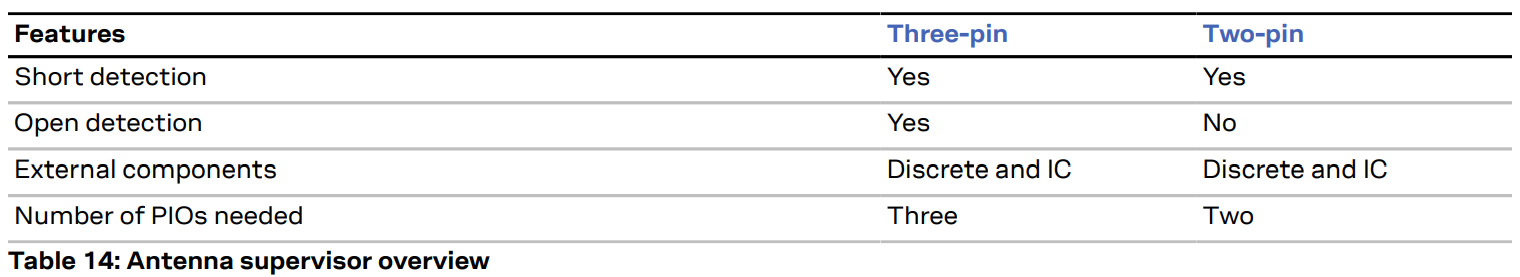 Features Three-pin Two-pin
Short detection Yes Yes
Open detection Yes No
External components Discrete and IC Discrete and IC
Number of PIOs needed Three Two
Table 14: Antenna supervisor overview